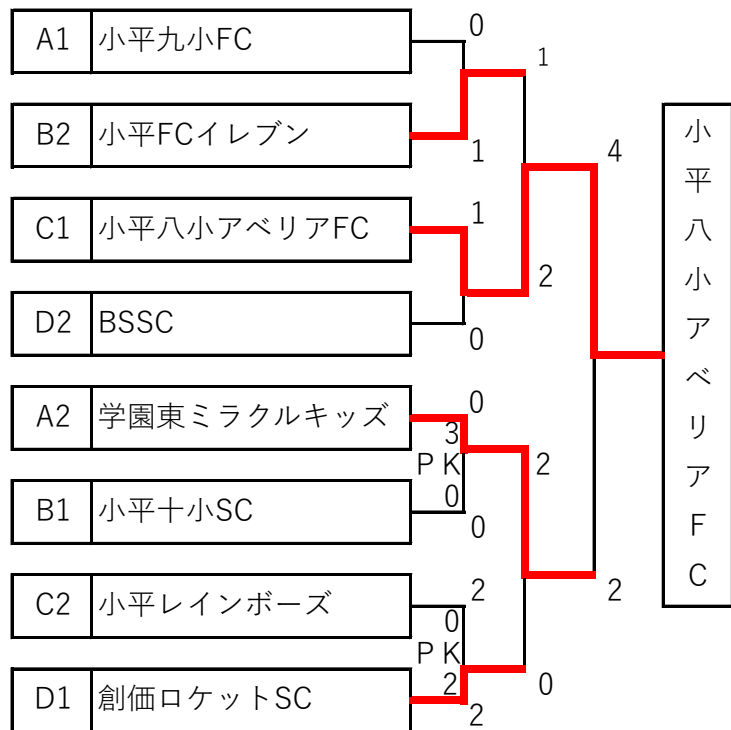 A1 小平九小FC
0
1
B2 小平FCイレブン
1
4
C1 小平八小アベリアFC
1
2
D2 BSSC
0
A2 学園東ミラクルキッズ
0
3
PK
0
2
B1 小平十小SC
0
C2 小平レインボーズ
2
0
PK
2
2
D1 創価ロケットSC
2
0
小平八小アベリアFC